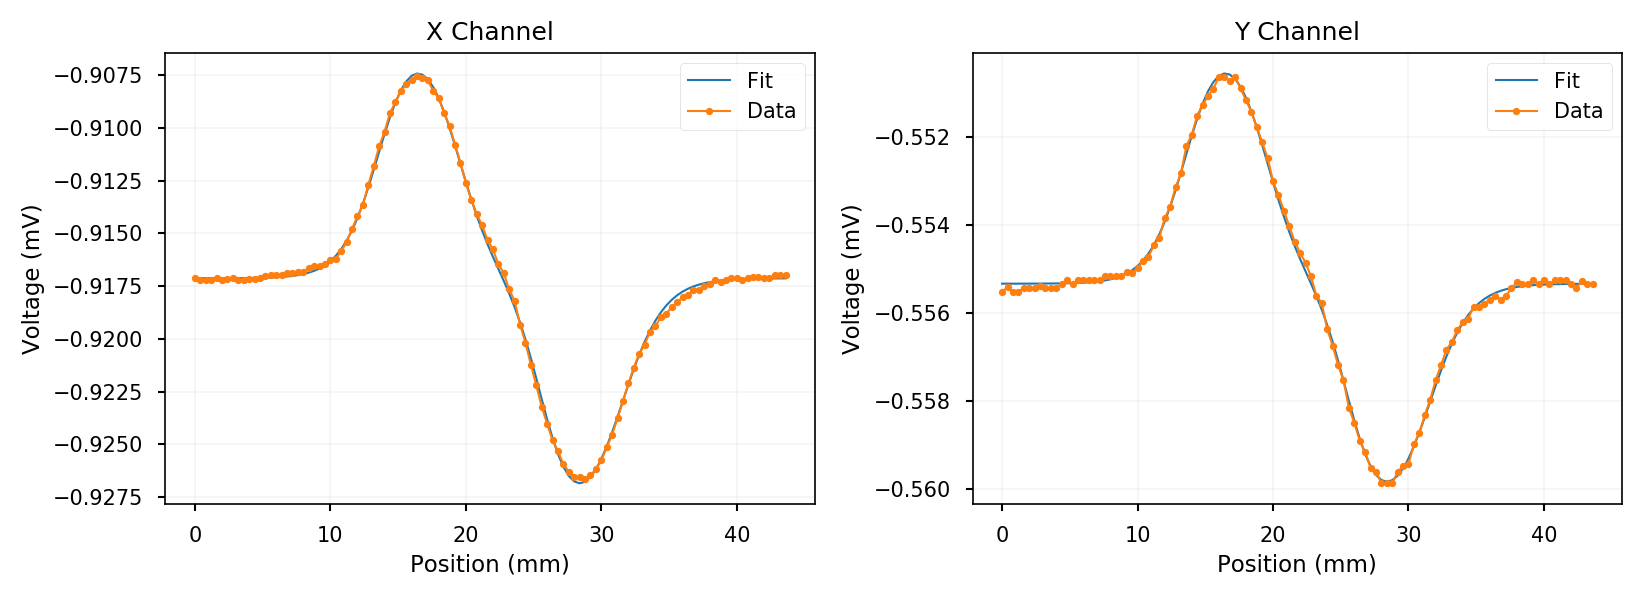 X Channel
−0.9075
−0.9100
−0.9125
−0.9150
−0.9175
−0.9200
−0.9225
−0.9250
−0.9275
Voltage (mV)
0
10
20
30
40
Position (mm)
Fit
Data
Y Channel
−0.552
−0.554
−0.556
−0.558
−0.560
Voltage (mV)
0
10
20
30
40
Position (mm)
Fit
Data